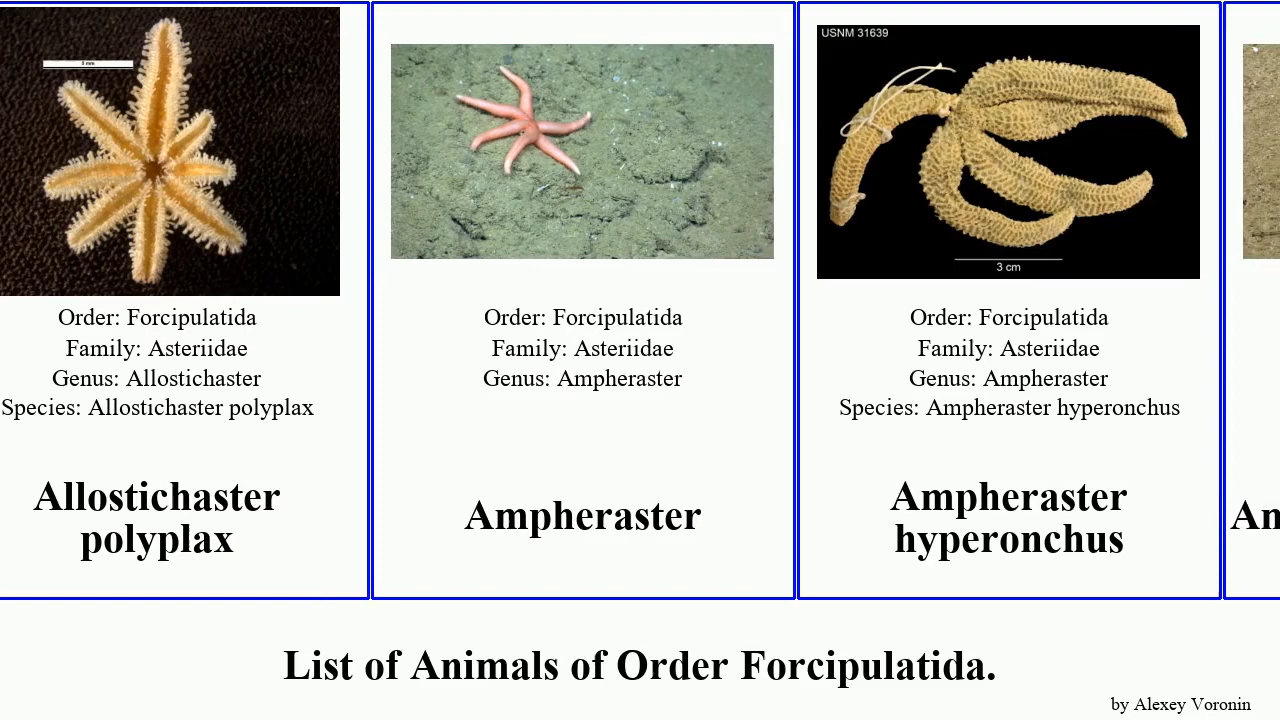 5 mm
Order: Forcipulatida
Family: Asteriidae
Genus: Allostichaster
Species: Allostichaster polyplax
Allostichaster
polyplax
Order: Forcipulatida
Family: Asteriidae
Genus: Ampheraster
Ampheraster
USNM 31639
3 cm
Order: Forcipulatida
Family: Asteriidae
Genus: Ampheraster
Species: Ampheraster hyperonchus
Ampheraster
hyperonchus
List of Animals of Order Forcipulatida.
by Alexey Voronin